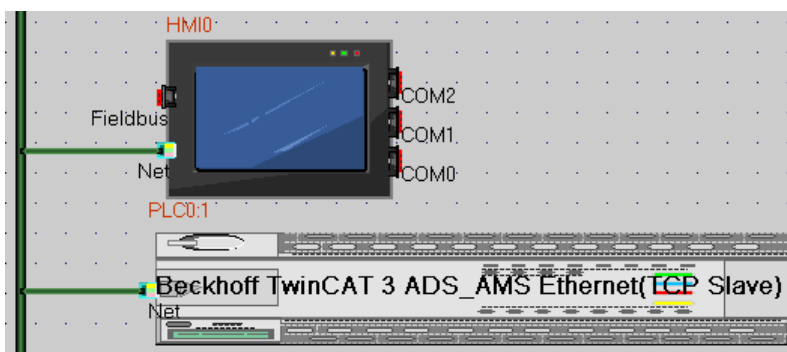 HMI0
COM2
Fieldbus
COM1
Net
COM0
PLC0:1
Beckhoff TwinCAT 3 ADS_AMS Ethernet(TCP Slave)
Net